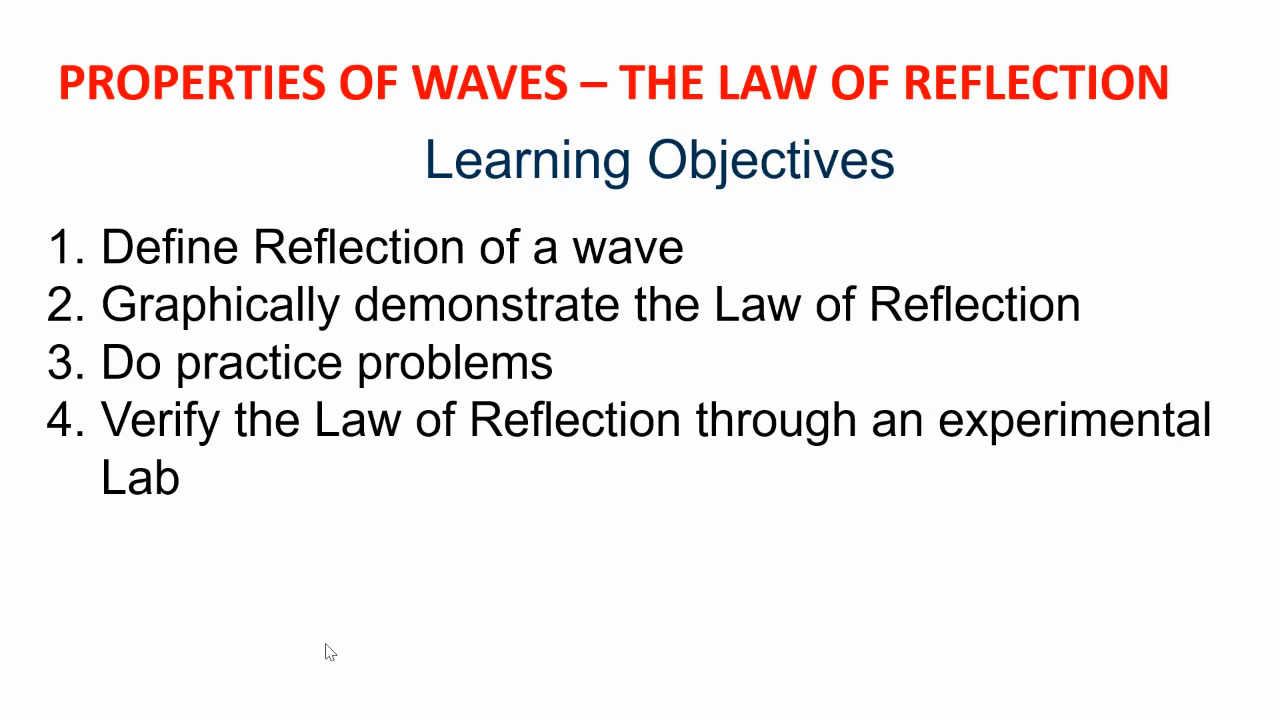 PROPERTIES OF WAVES – THE LAW OF REFLECTION
Learning Objectives
1. Define Reflection of a wave
2. Graphically demonstrate the Law of Reflection
3. Do practice problems
4. Verify the Law of Reflection through an experimental
Lab